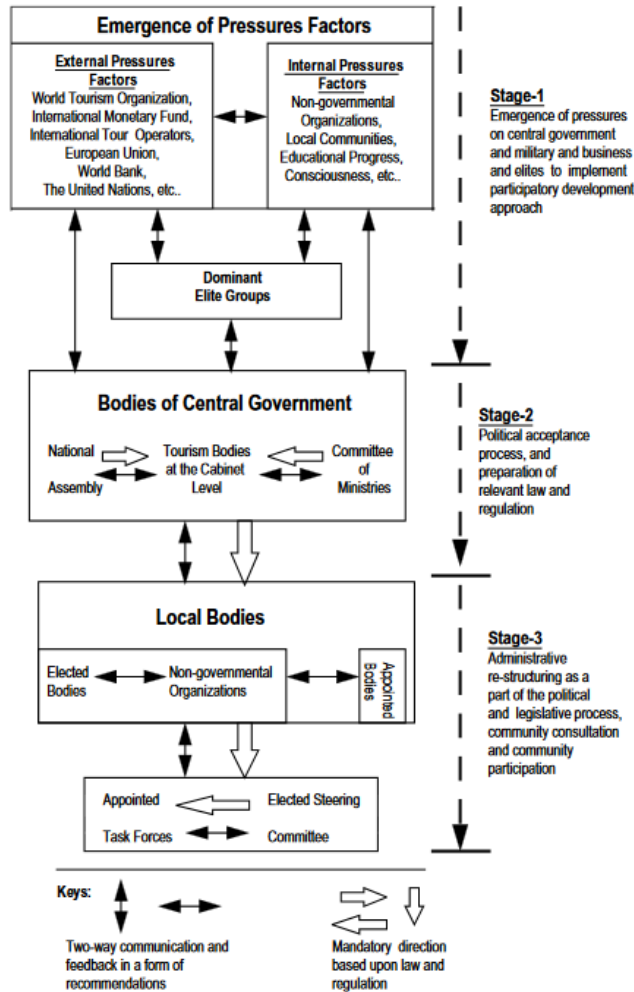 Emergence of Pressures Factors
External Pressures
Factors
World Tourism Organization,
International Monetary Fund,
International Tour Operators,
European Union,
World Bank,
The United Nations, etc..
Internal Pressures
Factors
Non-governmental
Organizations,
Local Communities,
Educational Progress,
Consciousness, etc..
Stage-1
Emergence of pressures
on central government
and military and business
and elites to implement
participatory development
approach
Dominant
Elite Groups
Bodies of Central Government
National
Assembly
Tourism Bodies
at the Cabinet
Level
Committee
of
Ministries
Stage-2
Political acceptance
process, and
preparation of
relevant law and
regulation
Local Bodies
Elected
Bodies
Non-governmental
Organizations
Appointed
Bodies
Stage-3
Administrative
re-structuring as a
part of the political
and legislative process,
community consultation
and community
participation
Appointed
Task Forces
Elected Steering
Committee
Keys:
Two-way communication and
feedback in a form of
recommendations
Mandatory direction
based upon law and
regulation